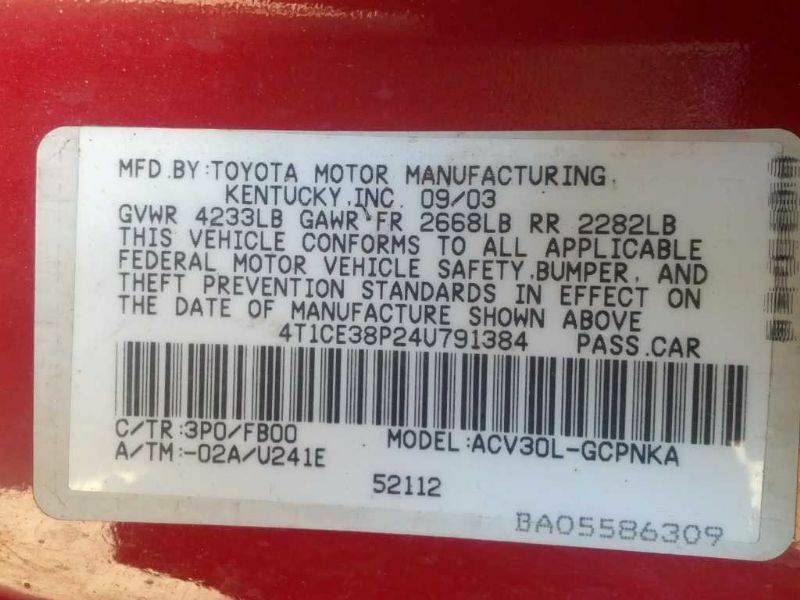 MFD.BY:TOYOTA MOTOR MANUFACTURING,
KENTUCKY,INC. 09/03
GVWR 4233LB GAWR FR 2668LB RR 2282LB
THIS VEHICLE CONFORMS TO ALL APPLICABLE
FEDERAL MOTOR VEHICLE SAFETY,BUMPER, AND
THEFT PREVENTION STANDARDS IN EFFECT ON
THE DATE OF MANUFACTURE SHOWN ABOVE
4T1CE38P24U791384 PASS.CAR
C/TR:3P0/FB00 MODEL:ACV30L-GCPNKA
A/TM:-02A/U241E
52112
BA05586309